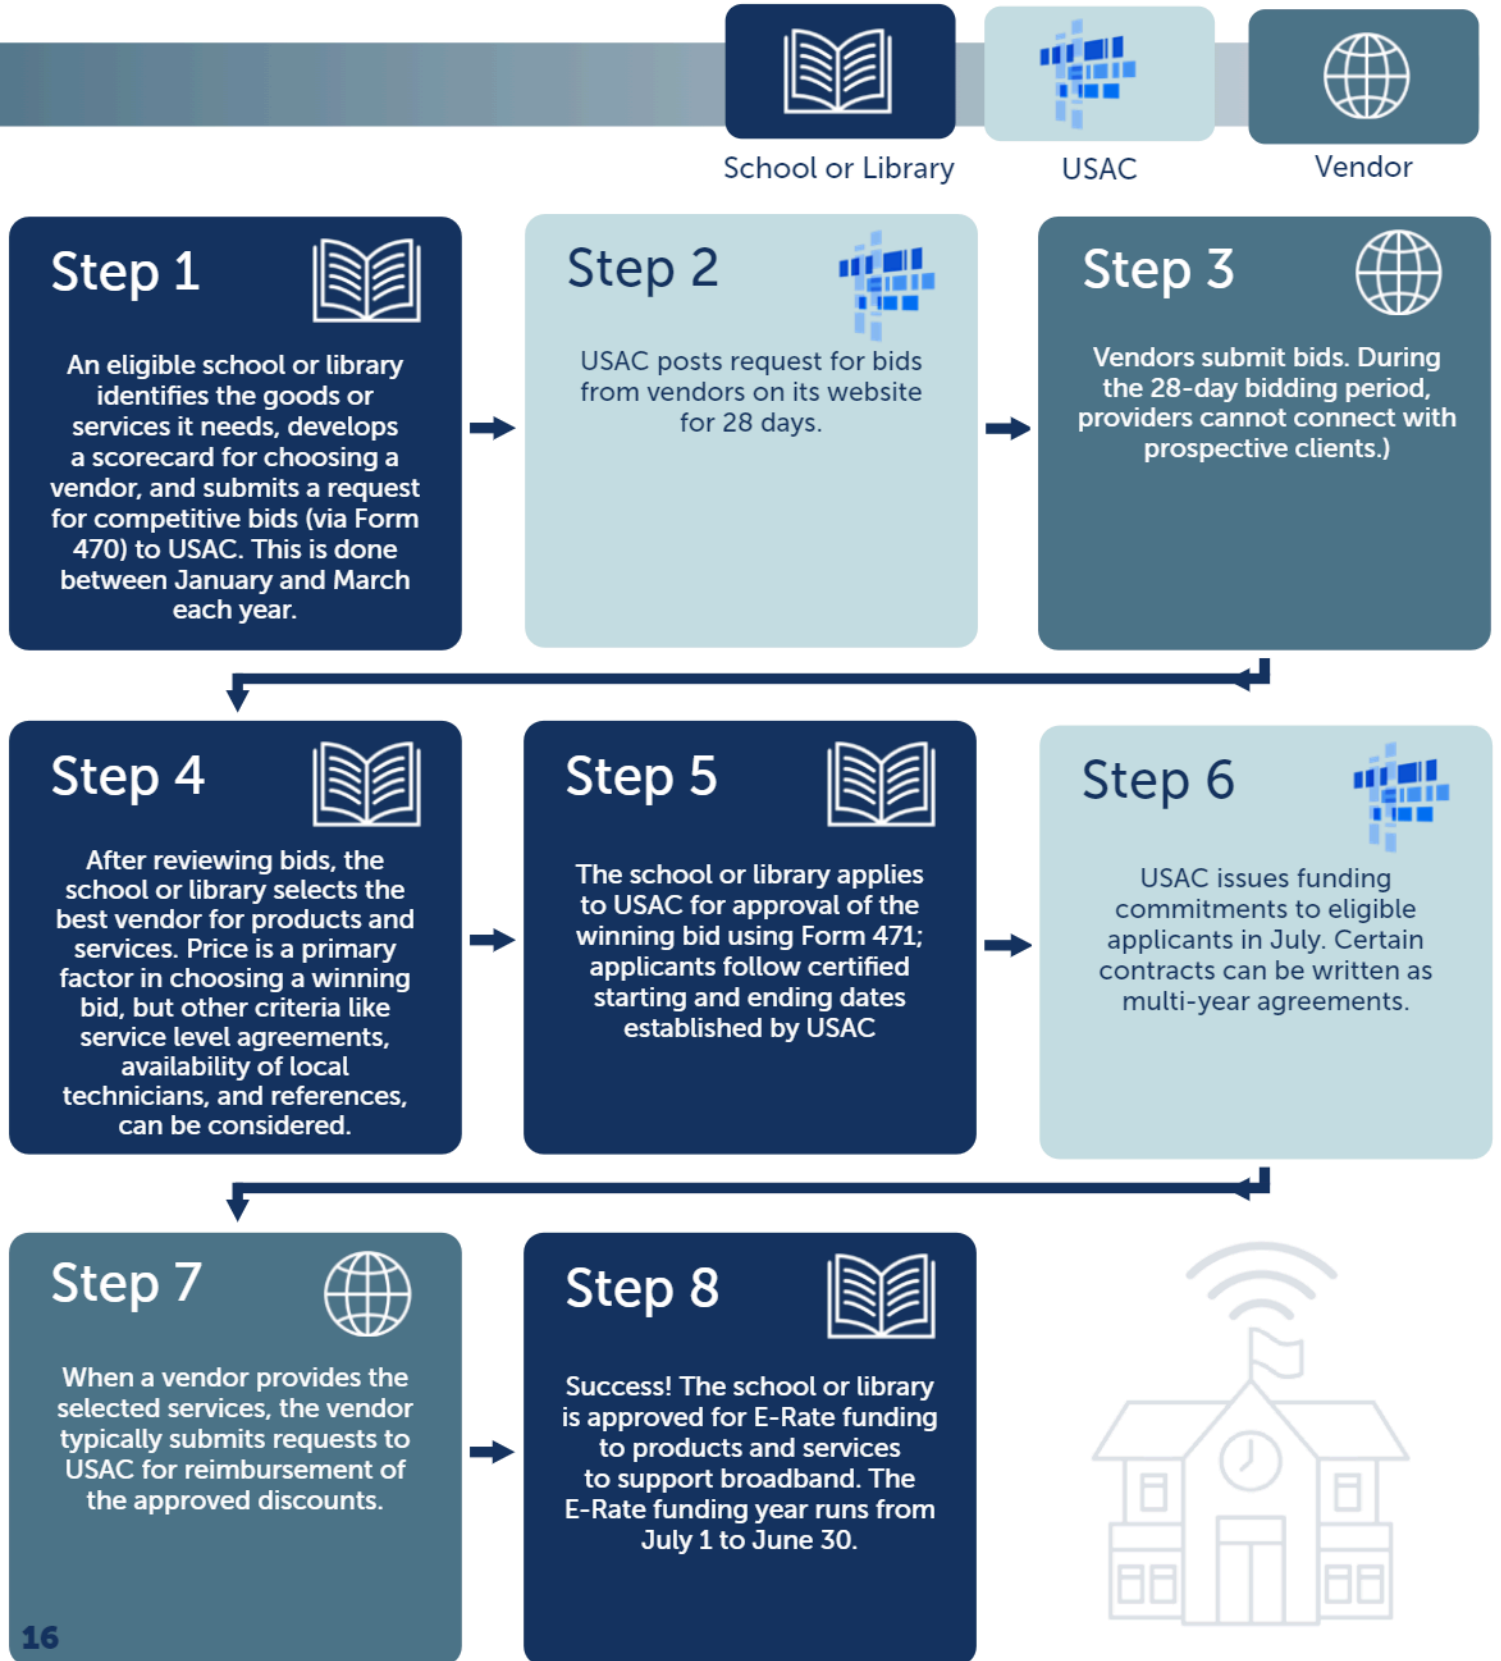 School or Library
USAC
Vendor
Step 1
An eligible school or library
identifies the goods or
services it needs, develops
a scorecard for choosing a
vendor, and submits a request
for competitive bids (via Form
470) to USAC. This is done
between January and March
each year.
Step 2
USAC posts request for bids
from vendors on its website
for 28 days.
Step 3
Vendors submit bids. During
the 28-day bidding period,
providers cannot connect with
prospective clients.)
Step 4
After reviewing bids, the
school or library selects the
best vendor for products and
services. Price is a primary
factor in choosing a winning
bid, but other criteria like
service level agreements,
availability of local
technicians, and references,
can be considered.
Step 5
The school or library applies
to USAC for approval of the
winning bid using Form 471;
applicants follow certified
starting and ending dates
established by USAC
Step 6
USAC issues funding
commitments to eligible
applicants in July. Certain
contracts can be written as
multi-year agreements.
Step 7
When a vendor provides the
selected services, the vendor
typically submits requests to
USAC for reimbursement of
the approved discounts.
Step 8
Success! The school or library
is approved for E-Rate funding
to products and services
to support broadband. The
E-Rate funding year runs from
July 1 to June 30.
16